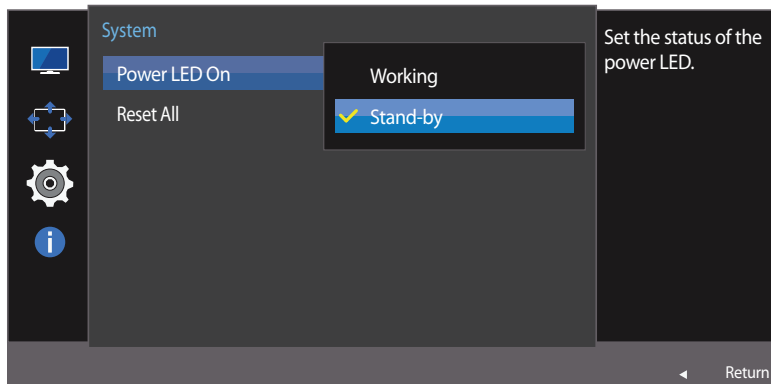 System
Power LED On
Reset All
Working
Stand-by
Set the status of the
power LED.
i
Return